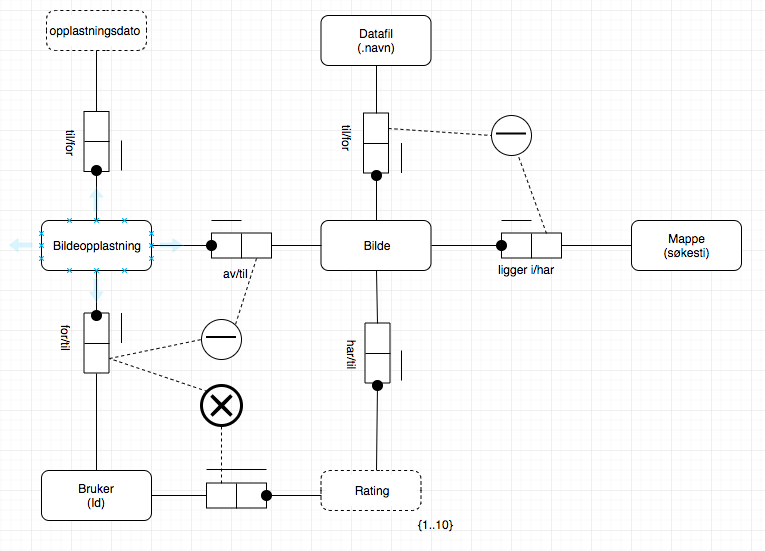 opplastningsdato
Datafil
(.navn)
til/for
til/for
Bildeopplastning
av/til
Bilde
ligger i/har
Mappe
(søkesti)
for/til
har/til
Bruker
(Id)
Rating
{1..10}